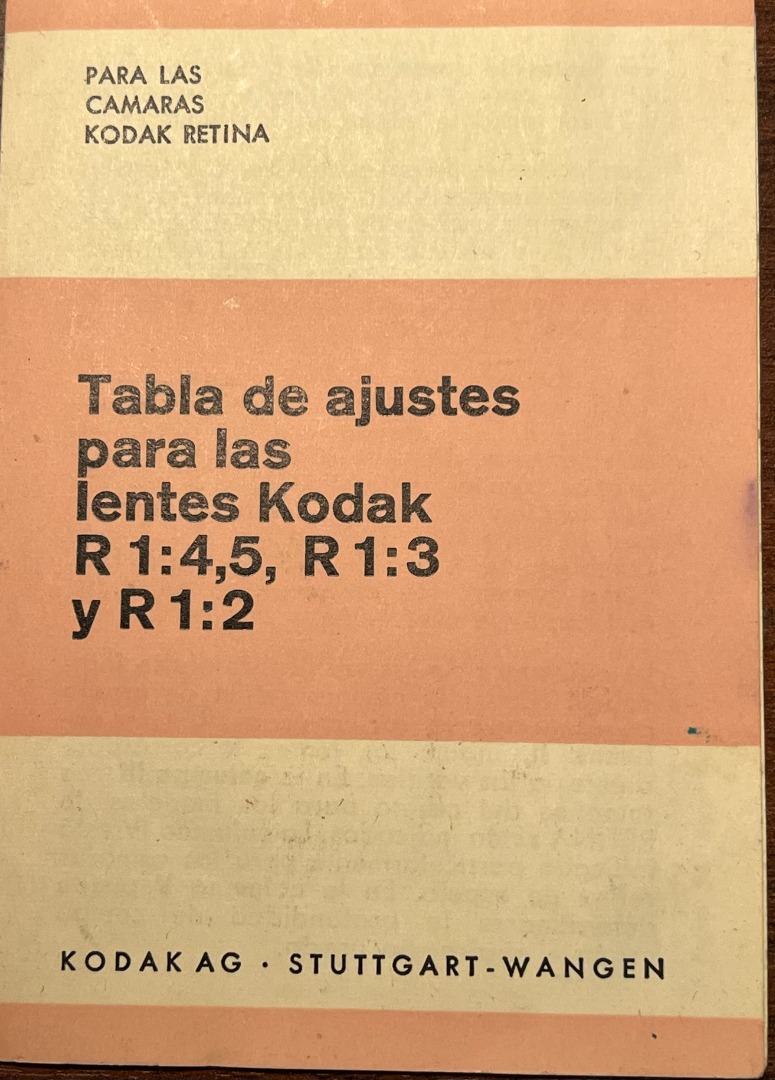 PARA LAS
CAMARAS
KODAK RETINA
Tabla de ajustes
para las
lentes Kodak
R 1:4,5, R 1:3
y R 1:2
KODAK AG · STUTTGART-WANGEN